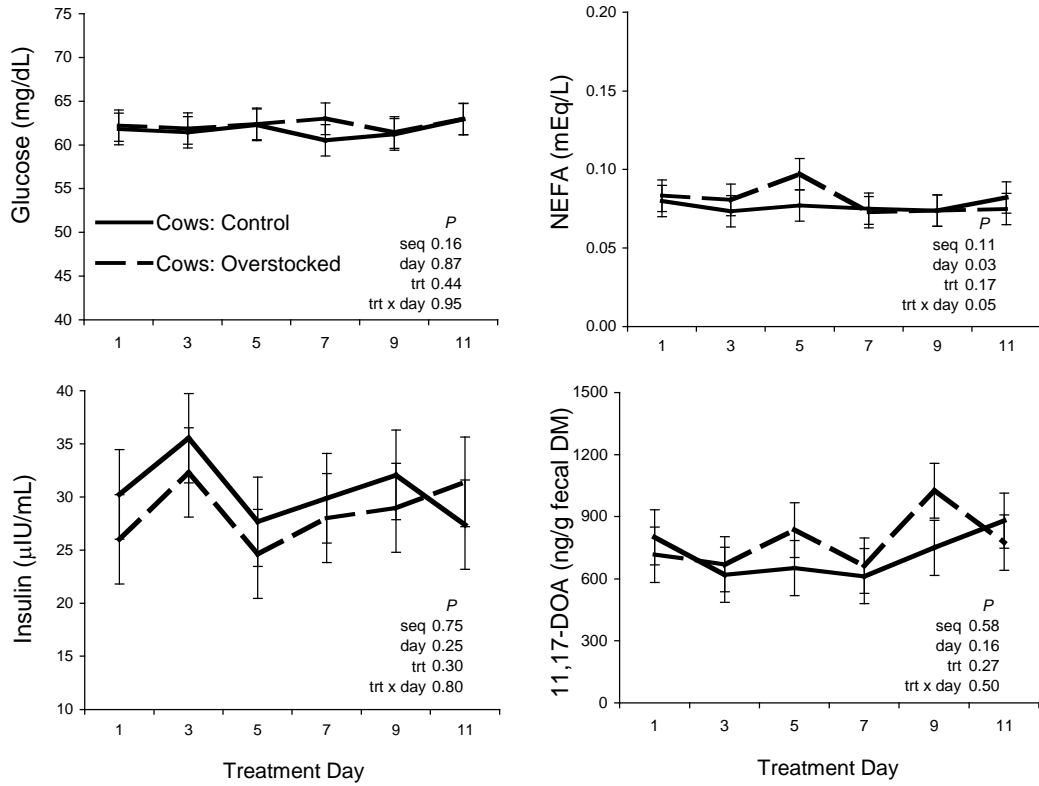 Glucose (mg/dL)
75
70
65
60
55
50
45
40
Cows: Control
Cows: Overstocked
P
seq 0.16
day 0.87
trt 0.44
trt x day 0.95
1 3 5 7 9 11
NEFA (mEq/L)
0.20
0.15
0.10
0.05
0.00
P
seq 0.11
day 0.03
trt 0.17
trt x day 0.05
1 3 5 7 9 11
Insulin (μIU/mL)
40
35
30
25
20
15
10
P
seq 0.75
day 0.25
trt 0.30
trt x day 0.80
1 3 5 7 9 11
Treatment Day
11,17-DOA (ng/g fecal DM)
1500
1200
900
600
300
0
P
seq 0.58
day 0.16
trt 0.27
trt x day 0.50
1 3 5 7 9 11
Treatment Day